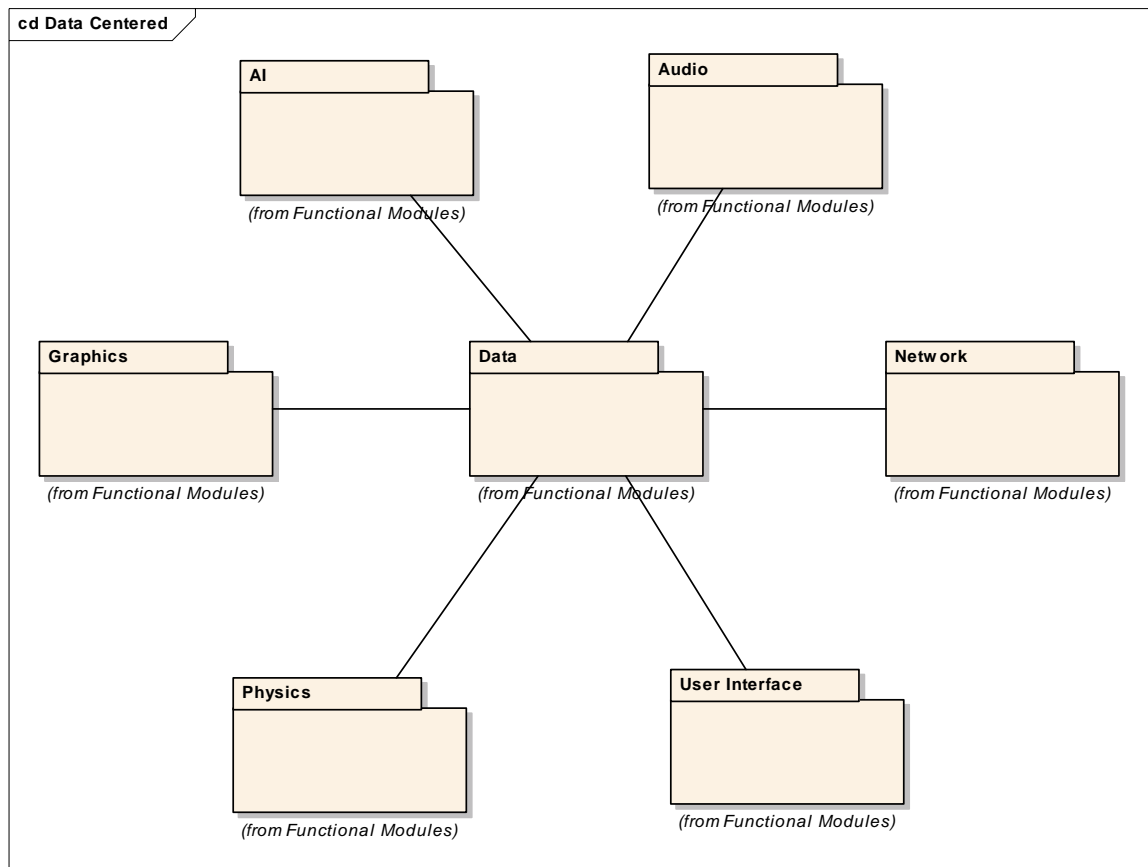 cd Data Centered
AI
(from Functional Modules)
Audio
(from Functional Modules)
Graphics
(from Functional Modules)
Data
(from Functional Modules)
Network
(from Functional Modules)
Physics
(from Functional Modules)
User Interface
(from Functional Modules)